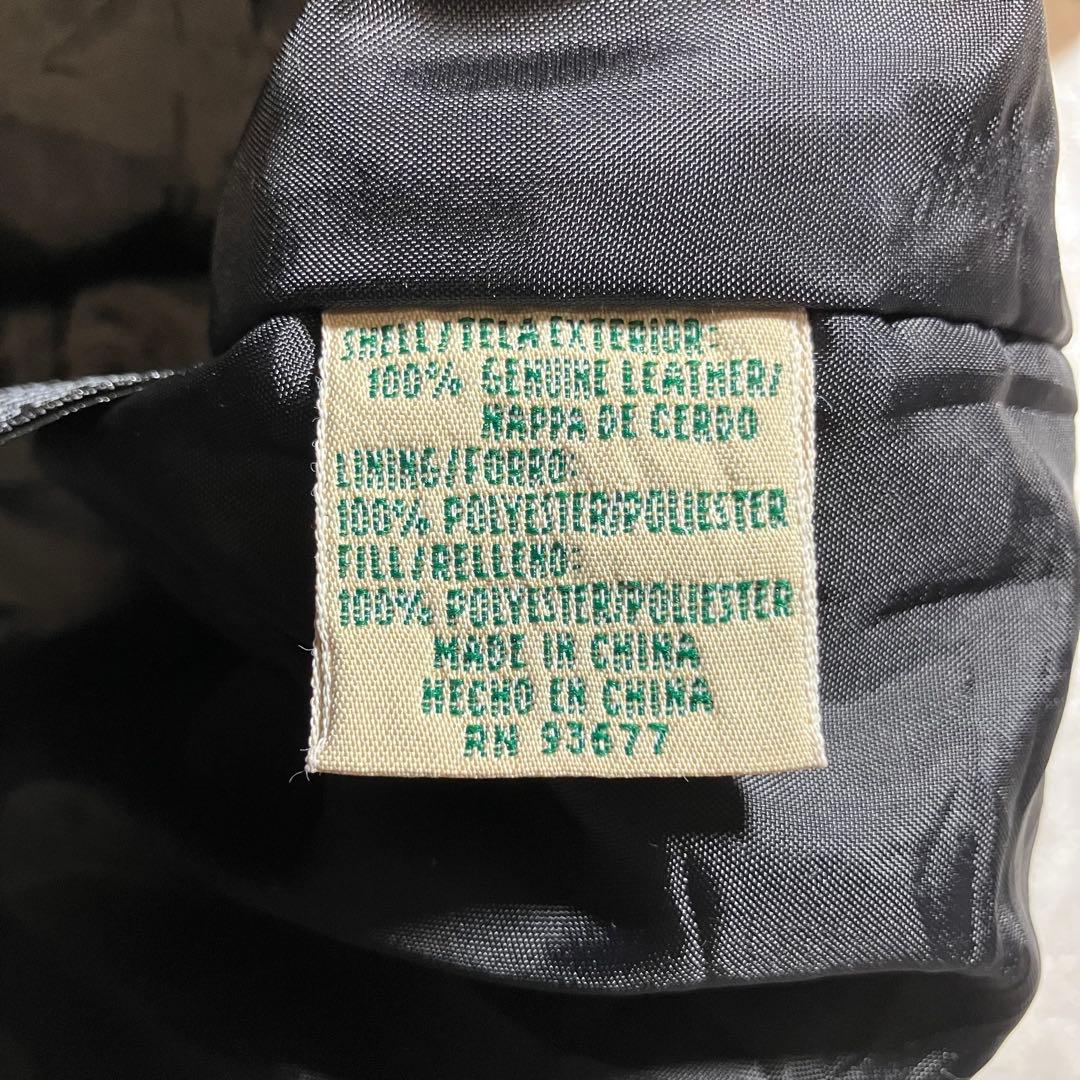 SHELL/TELA EXTERIOR:
100% GENUINE LEATHER/
NAPPA DE CERDO
LINING/FORRO:
100% POLYESTER/POLIESTER
FILL/RELLENO:
100% POLYESTER/POLIESTER
MADE IN CHINA
HECHO EN CHINA
RN 93677